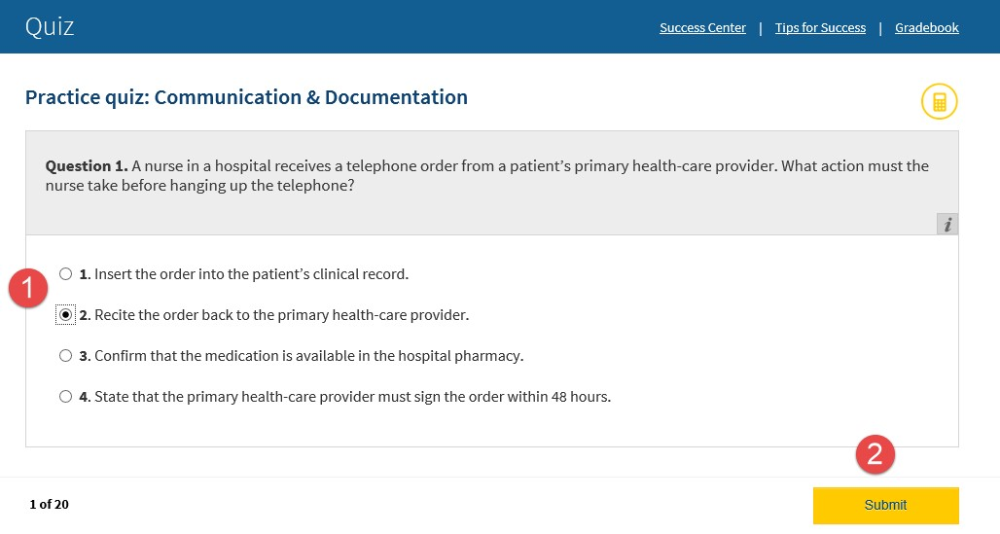 Quiz
Success Center | Tips for Success | Gradebook
Practice quiz: Communication & Documentation
Question 1. A nurse in a hospital receives a telephone order from a patient’s primary health-care provider. What action must the
nurse take before hanging up the telephone?
i
1. Insert the order into the patient’s clinical record.
1
2. Recite the order back to the primary health-care provider.
3. Confirm that the medication is available in the hospital pharmacy.
4. State that the primary health-care provider must sign the order within 48 hours.
2
1 of 20
Submit